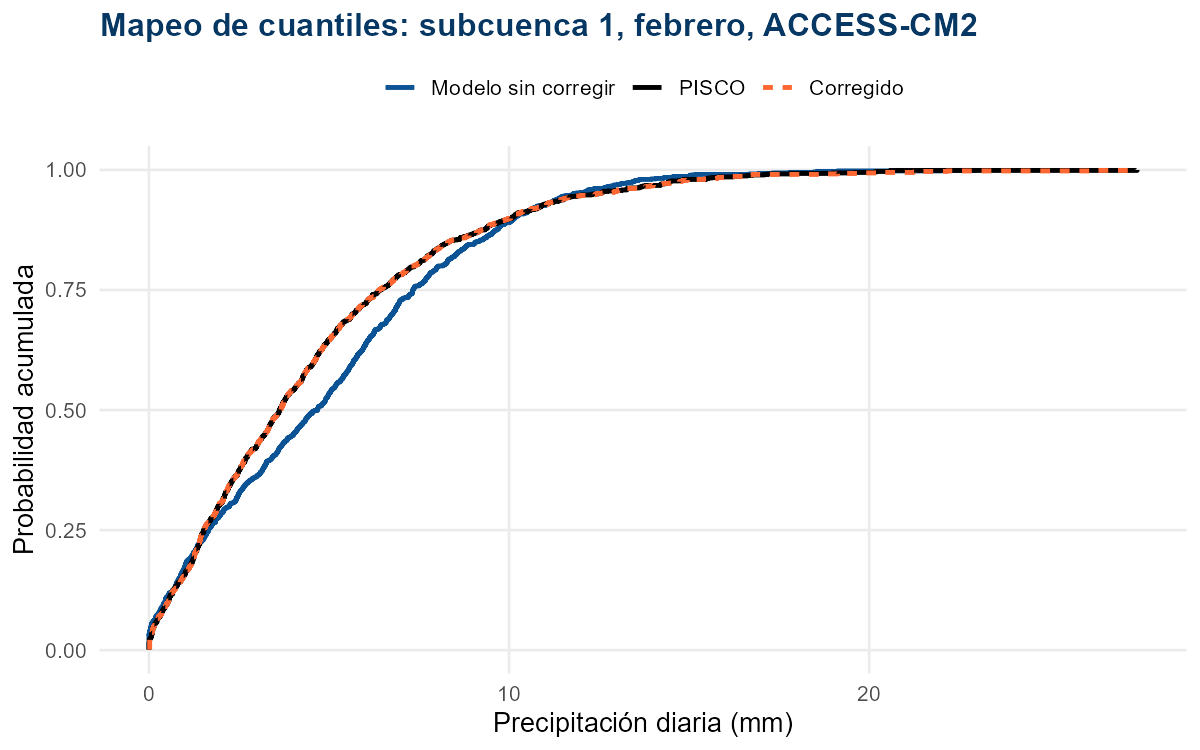 Mapeo de cuantiles: subcuenca 1, febrero, ACCESS-CM2
Modelo sin corregir PISCO Corregido
Probabilidad acumulada
1.00
0.75
0.50
0.25
0.00
0 10 20
Precipitación diaria (mm)